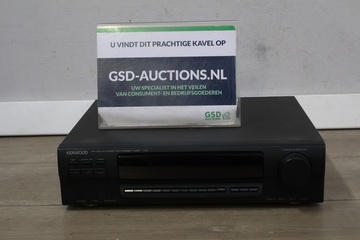 U VINDT DIT PRACHTIGE KAVEL OP
GSD-AUCTIONS.NL
UW SPECIALIST IN HET VEILEN
VAN CONSUMENT- EN BEDRIJFSGOEDEREN
GSD
KENWOOD